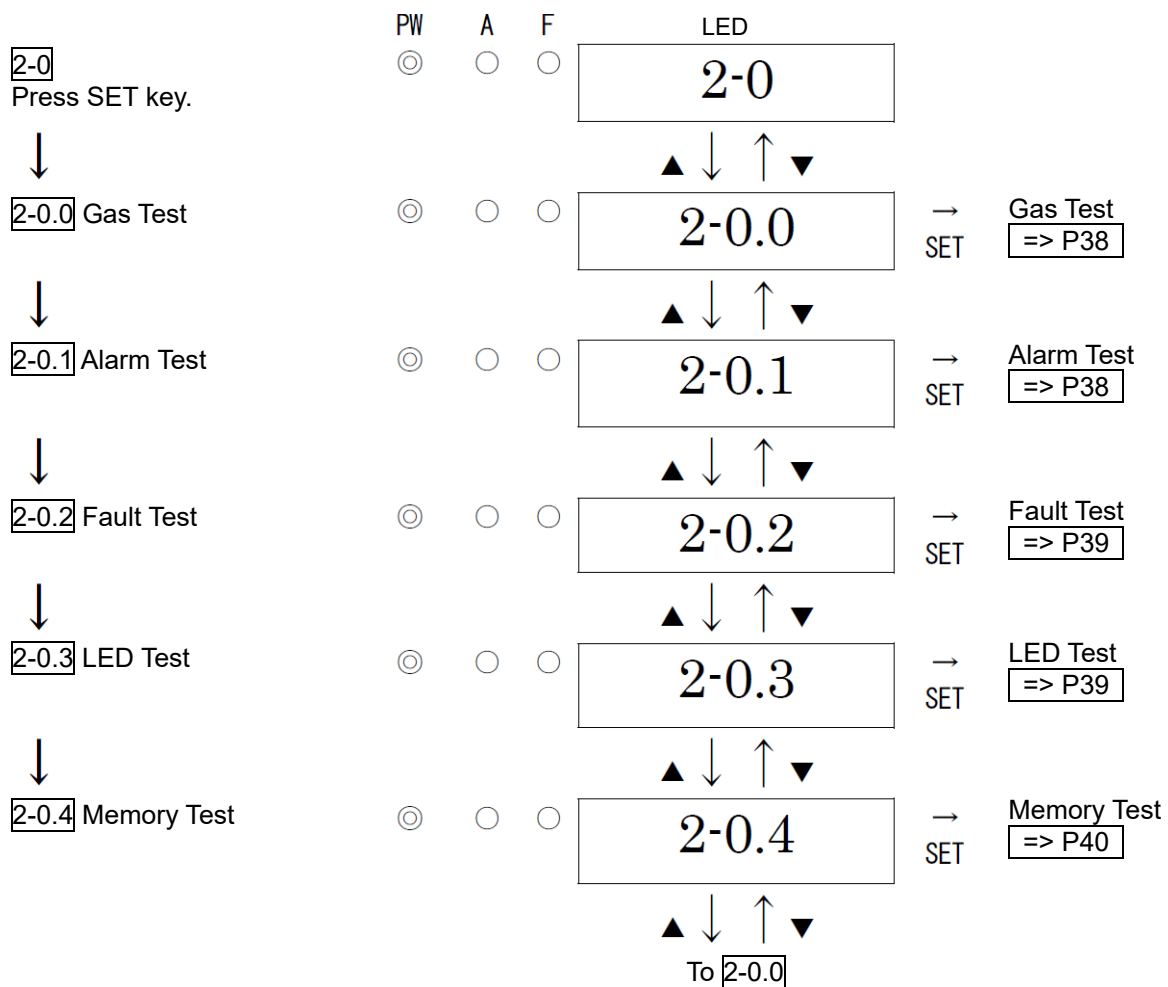 PW A F LED
2-0
Press SET key.
2-0
▲ ↓ ↑ ▼
2-0.0 Gas Test
2-0.0
→
SET
Gas Test
=> P38
▲ ↓ ↑ ▼
2-0.1 Alarm Test
2-0.1
→
SET
Alarm Test
=> P38
▲ ↓ ↑ ▼
2-0.2 Fault Test
2-0.2
→
SET
Fault Test
=> P39
▲ ↓ ↑ ▼
2-0.3 LED Test
2-0.3
→
SET
LED Test
=> P39
▲ ↓ ↑ ▼
2-0.4 Memory Test
2-0.4
→
SET
Memory Test
=> P40
▲ ↓ ↑ ▼
To 2-0.0